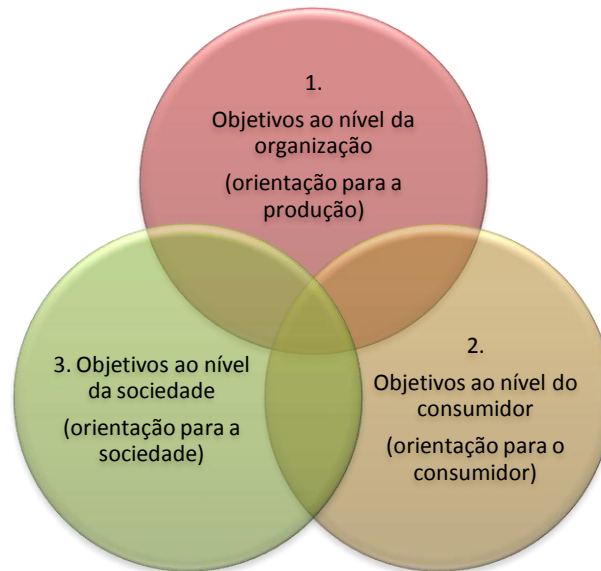 1.
Objetivos ao nível da
organização
(orientação para a
produção)
2.
Objetivos ao nível do
consumidor
(orientação para o
consumidor)
3. Objetivos ao nível
da sociedade
(orientação para a
sociedade)